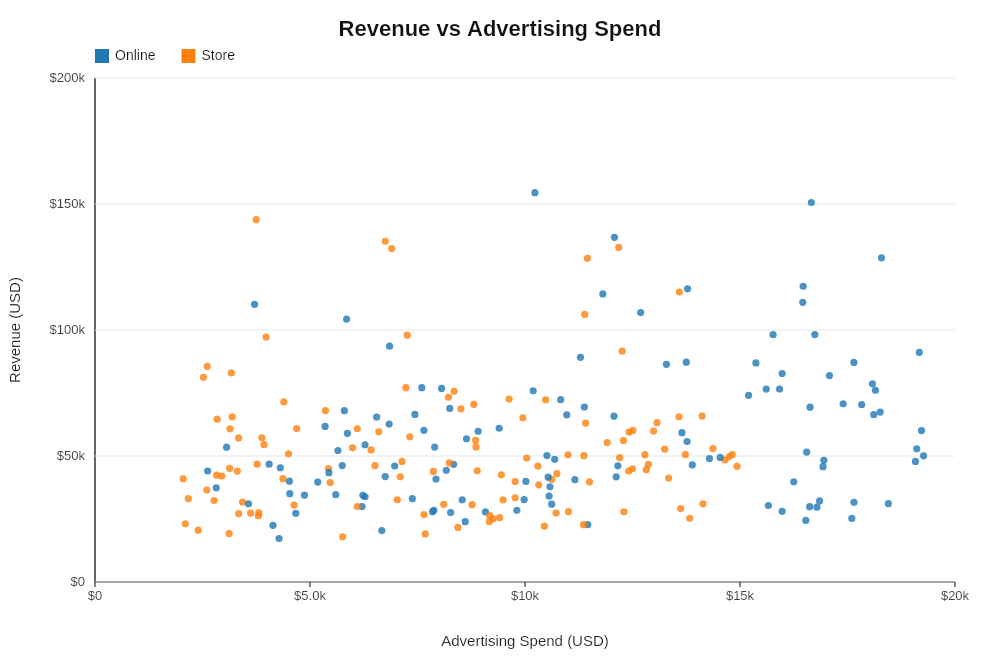 Revenue vs Advertising Spend
Online Store
$200k
$150k
$100k
$50k
$0
Revenue (USD)
$0 $5.0k $10k $15k $20k
Advertising Spend (USD)